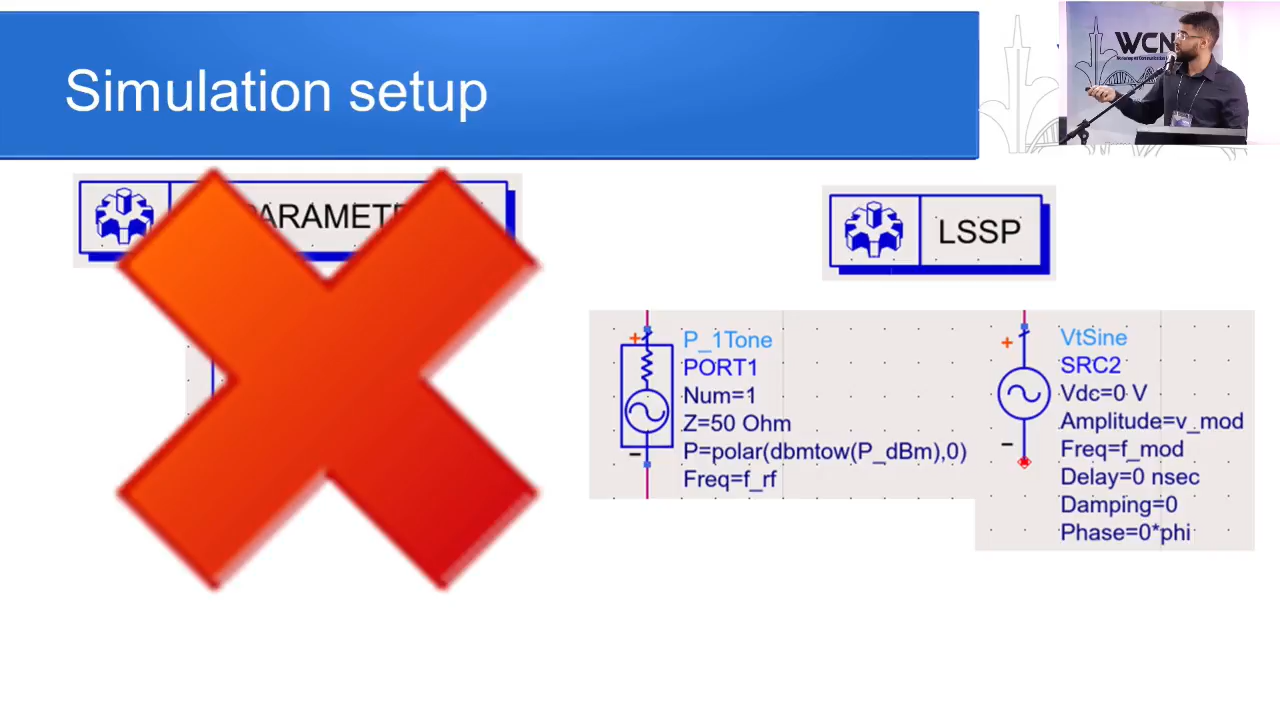 Simulation setup
WCN
LSSP
P_1Tone
PORT1
Num=1
Z=50 Ohm
P=polar(dbmtow(P_dBm),0)
Freq=f_rf
VtSine
SRC2
Vdc=0 V
Amplitude=v_mod
Freq=f_mod
Delay=0 nsec
Damping=0
Phase=0*phi